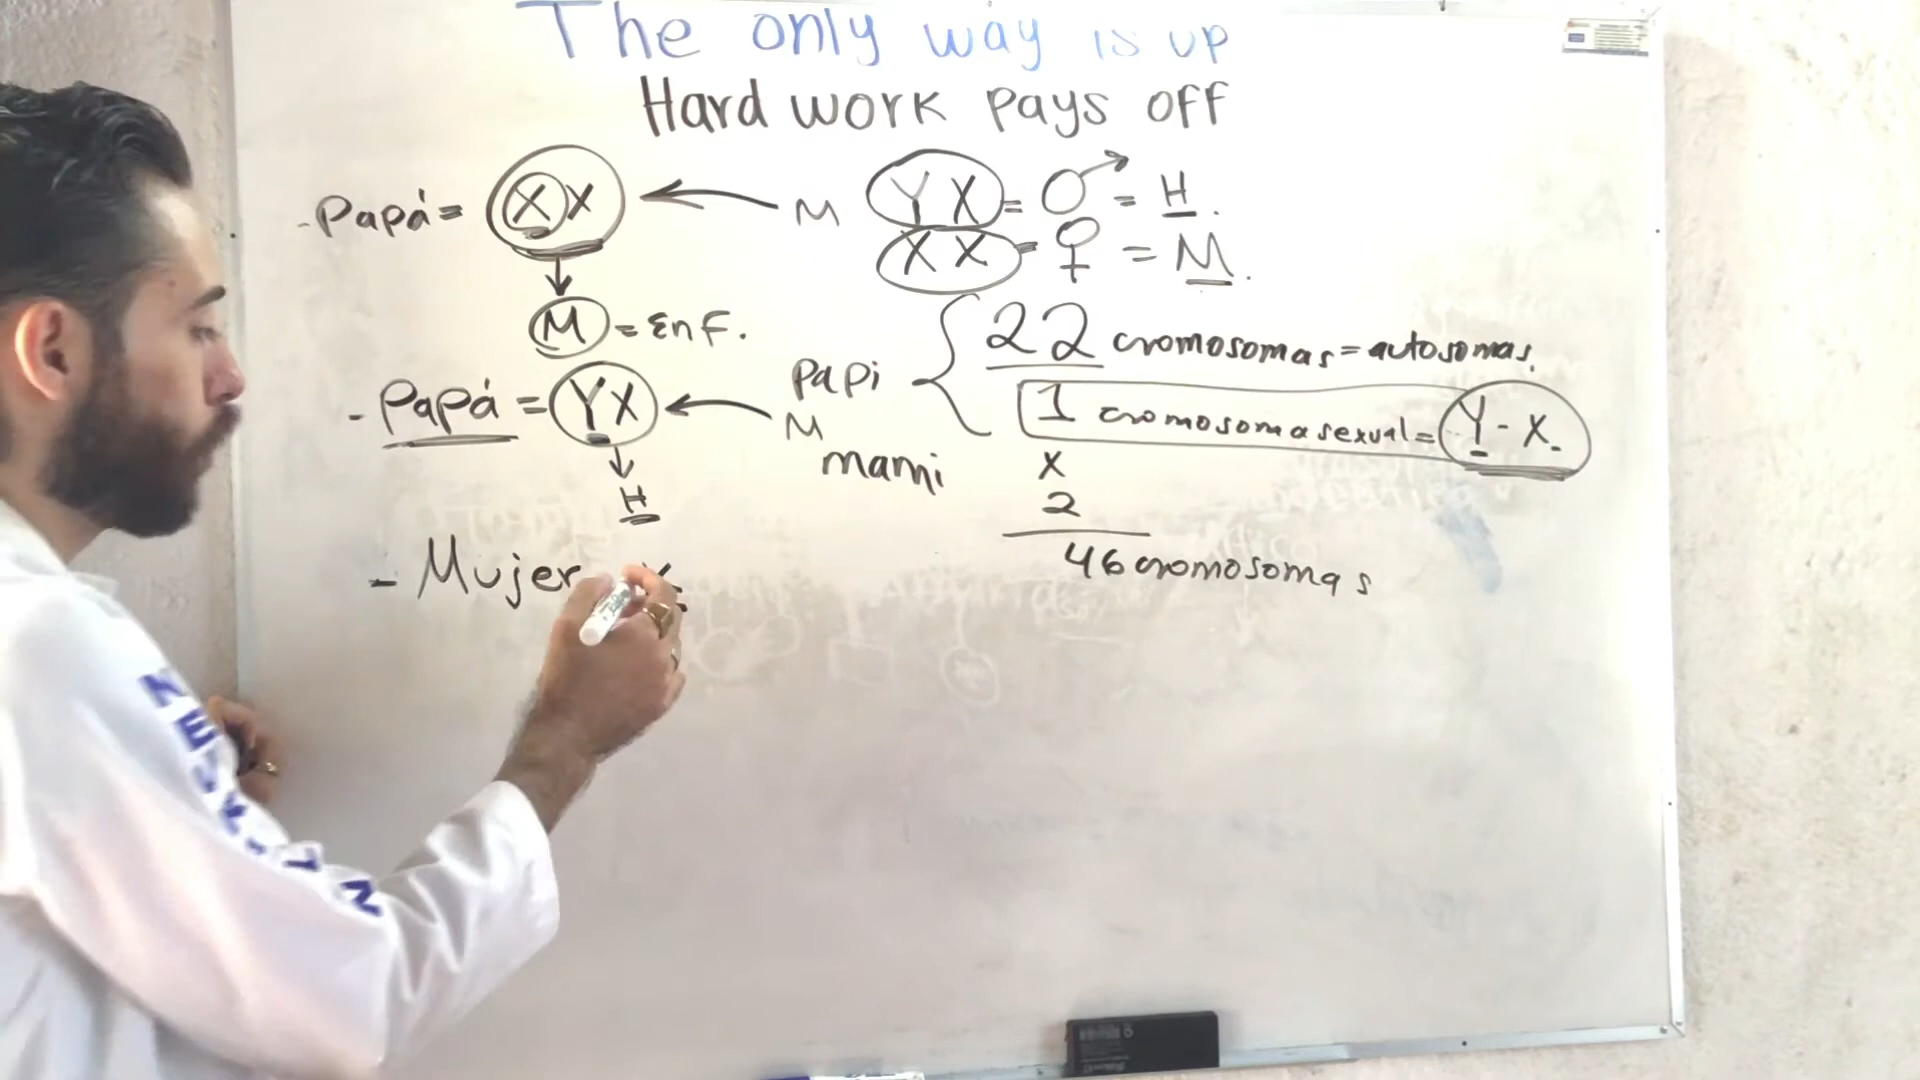 The only way is up
Hard work pays off
- Papá = X X ← M
M = Enf.
YX = ♂ = H.
XX = ♀ = M.
- Papá = YX ← M
H
Papi
mami
22 cromosomas = autosomas.
1 cromosoma sexual = Y - X.
x
2
46 cromosomas
- Mujer